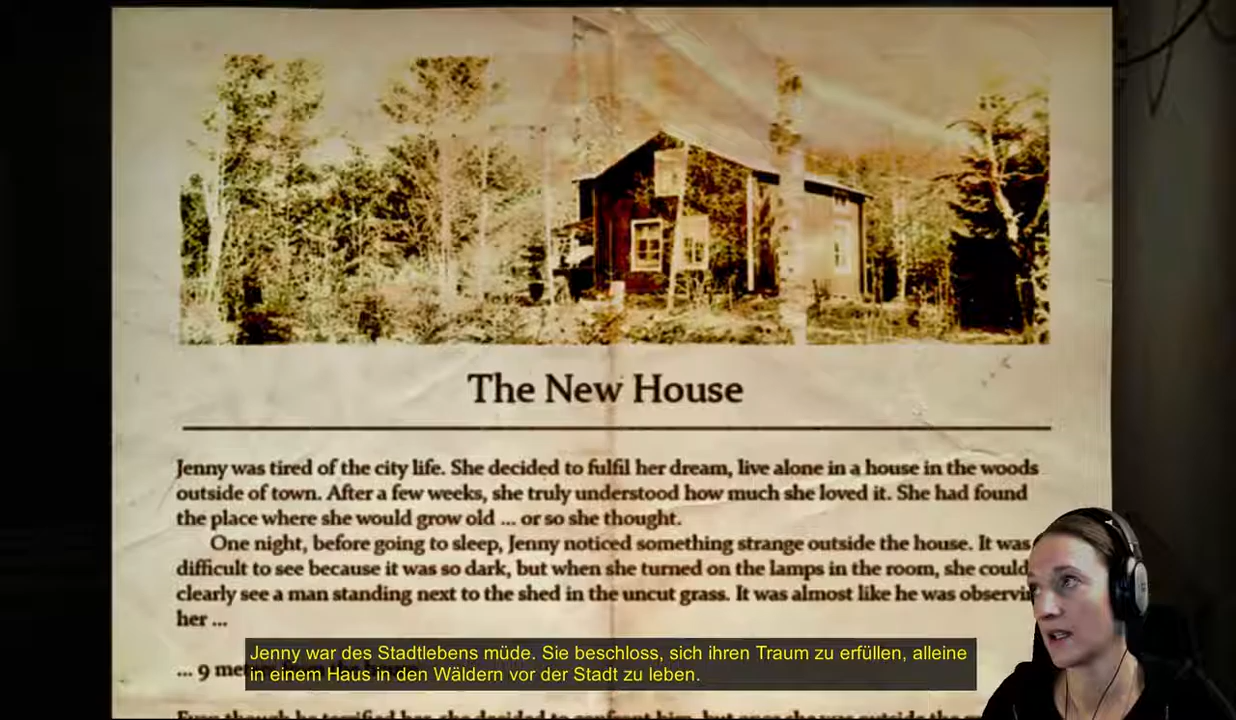 The New House
Jenny was tired of the city life. She decided to fulfil her dream, live alone in a house in the woods
outside of town. After a few weeks, she truly understood how much she loved it. She had found
the place where she would grow old ... or so she thought.
One night, before going to sleep, Jenny noticed something strange outside the house. It was
difficult to see because it was so dark, but when she turned on the lamps in the room, she could
clearly see a man standing next to the shed in the uncut grass. It was almost like he was
her ...
Jenny war des Stadtlebens müde. Sie beschloss, sich ihren Traum zu erfüllen, alleine
in einem Haus in den Wäldern vor der Stadt zu leben.
... 9